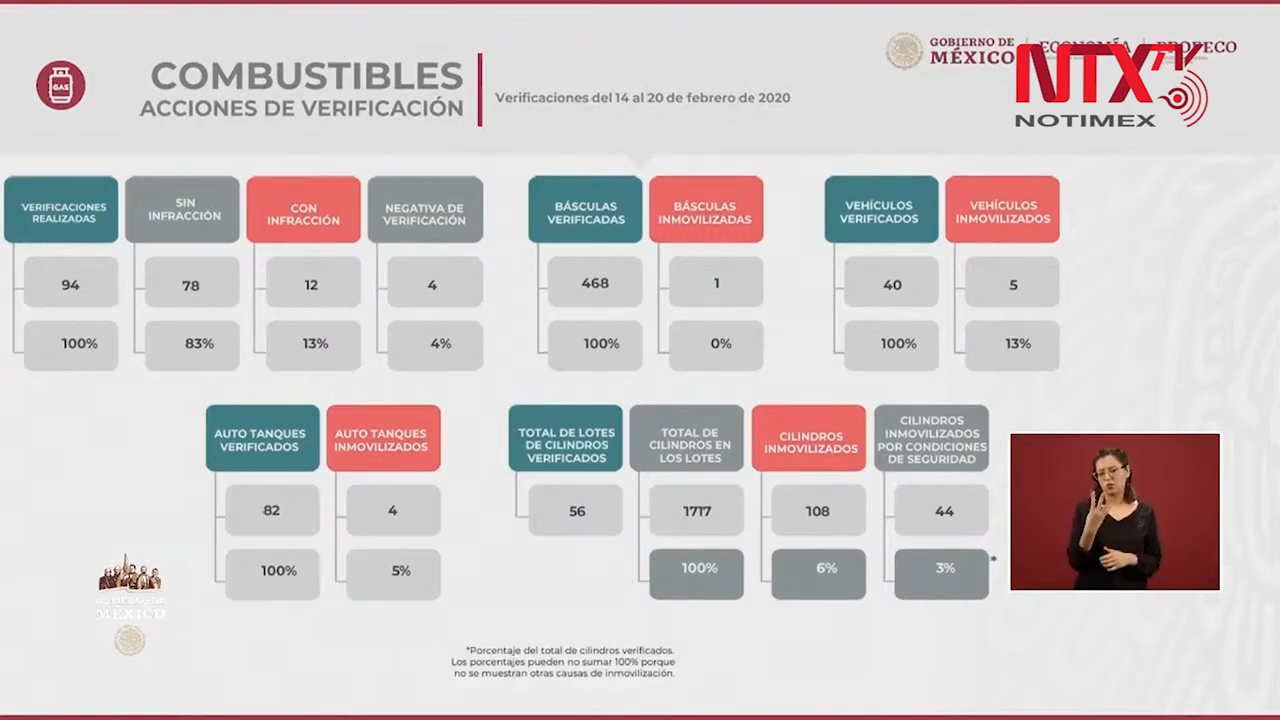 GAS
COMBUSTIBLES
ACCIONES DE VERIFICACIÓN
Verificaciones del 14 al 20 de febrero de 2020
GOBIERNO DE
MÉXICO
ECONOMÍA
PROFECO
NTX
NOTIMEX
VERIFICACIONES
REALIZADAS
94
100%
SIN
INFRACCIÓN
78
83%
CON
INFRACCIÓN
12
13%
NEGATIVA DE
VERIFICACIÓN
4
4%
BÁSCULAS
VERIFICADAS
468
100%
BÁSCULAS
INMOVILIZADAS
1
0%
VEHÍCULOS
VERIFICADOS
40
100%
VEHÍCULOS
INMOVILIZADOS
5
13%
AUTO TANQUES
VERIFICADOS
82
100%
AUTO TANQUES
INMOVILIZADOS
4
5%
TOTAL DE LOTES
DE CILINDROS
VERIFICADOS
56
TOTAL DE
CILINDROS EN
LOS LOTES
1717
100%
CILINDROS
INMOVILIZADOS
108
6%
CILINDROS
INMOVILIZADOS
POR CONDICIONES
DE SEGURIDAD
44
3%
*
GOBIERNO DE
MÉXICO
*Porcentaje del total de cilindros verificados.
Los porcentajes pueden no sumar 100% porque
no se muestran otras causas de inmovilización.